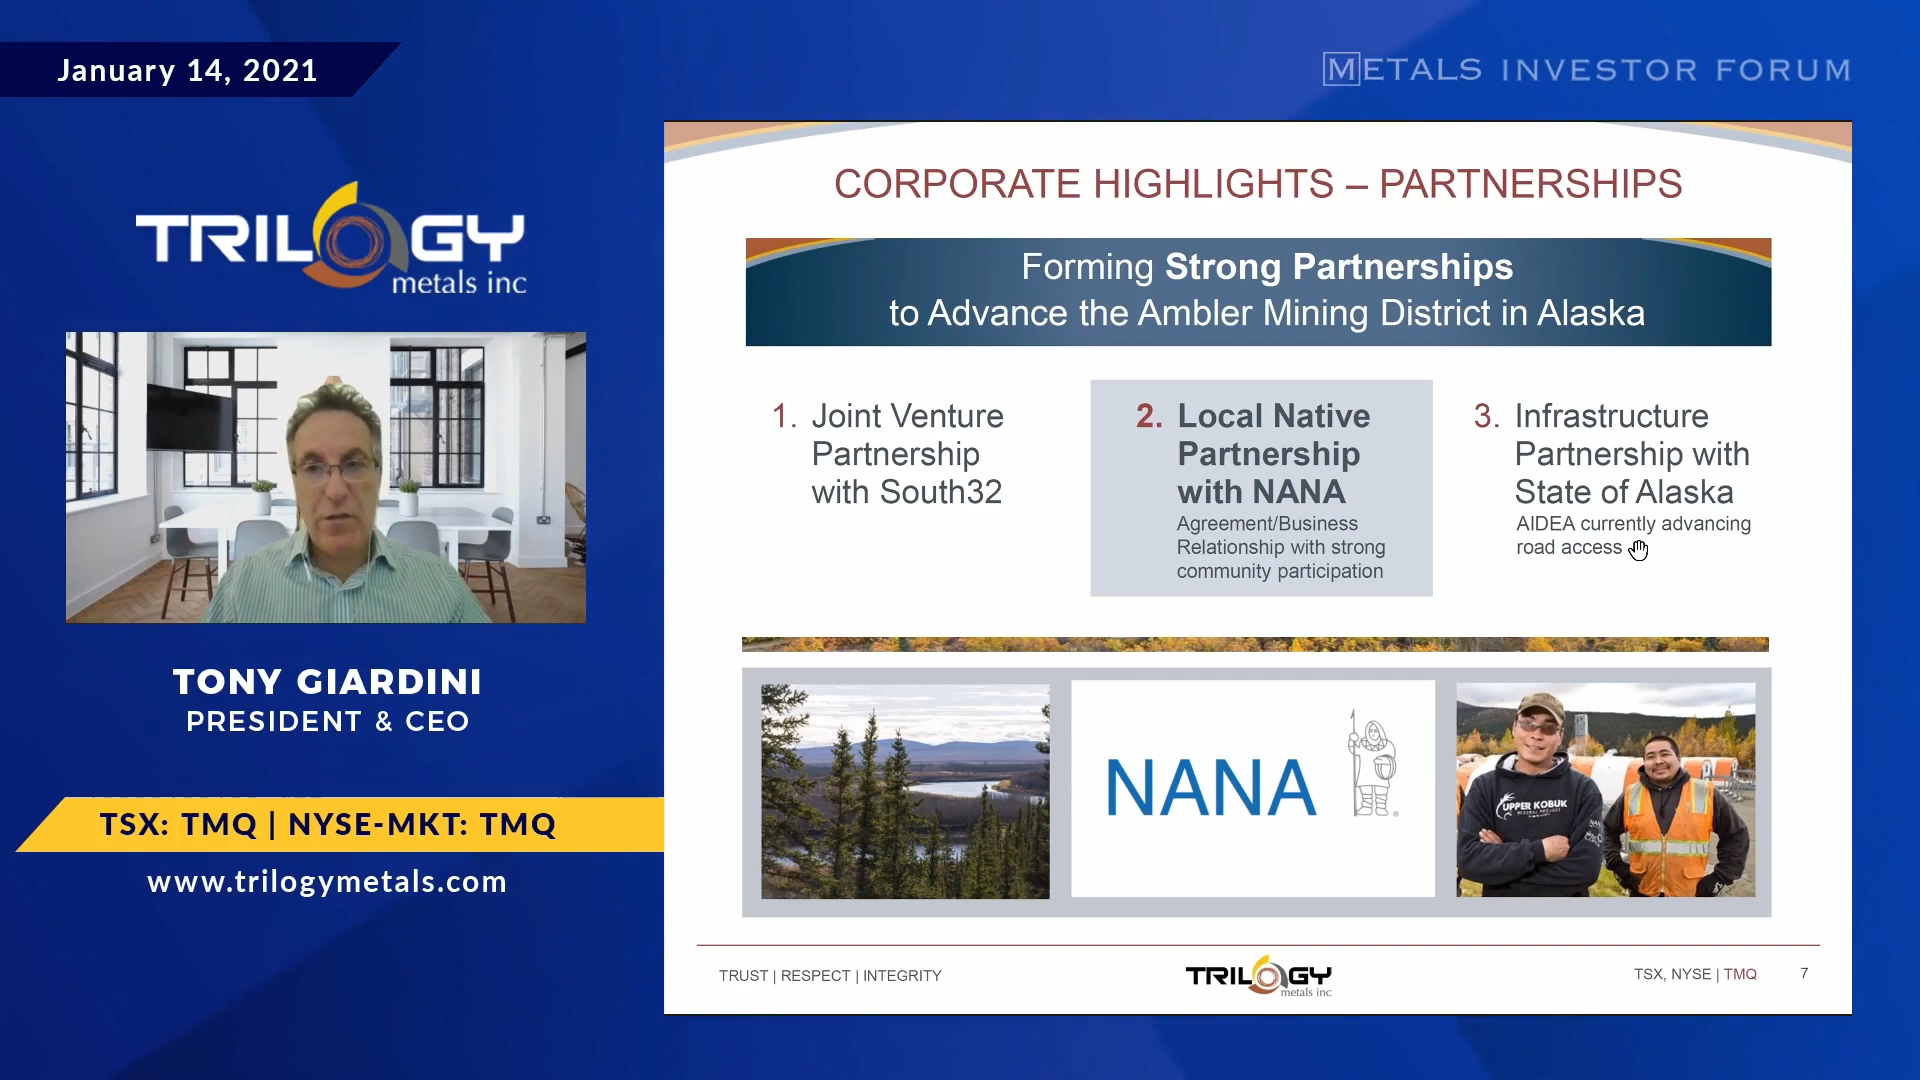 January 14, 2021
METALS INVESTOR FORUM
TRILOGY
metals inc
TONY GIARDINI
PRESIDENT & CEO
TSX: TMQ | NYSE-MKT: TMQ
www.trilogymetals.com
CORPORATE HIGHLIGHTS – PARTNERSHIPS
Forming Strong Partnerships
to Advance the Ambler Mining District in Alaska
1. Joint Venture
Partnership
with South32
2. Local Native
Partnership
with NANA
Agreement/Business
Relationship with strong
community participation
3. Infrastructure
Partnership with
State of Alaska
AIDEA currently advancing
road access
NANA
®
UPPER KOBUK
TRUST | RESPECT | INTEGRITY
TRILOGY
metals inc
TSX, NYSE | TMQ
7